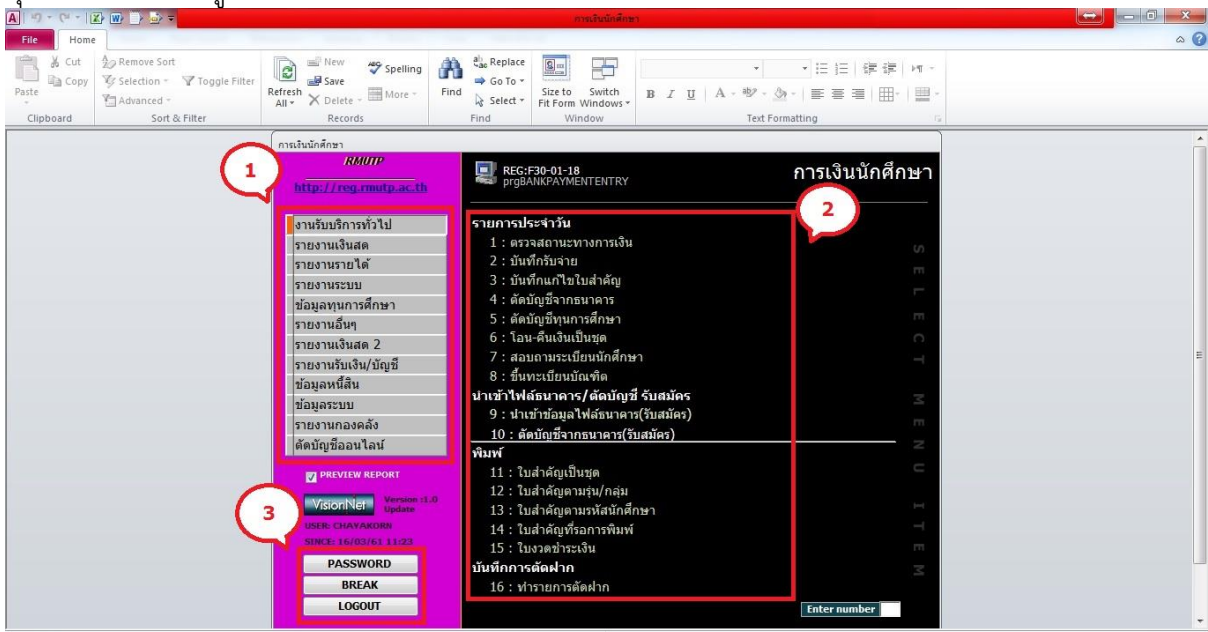 การเงินนักศึกษา
File Home
Cut
Copy
Paste
Clipboard
Remove Sort
Selection
Toggle Filter
Advanced
Sort & Filter
Refresh All
New
Save
Delete
Spelling
More
Records
Find
Replace
Go To
Select
Find
Size to Fit Form
Switch Windows
Window
B I U A
Text Formatting
การเงินนักศึกษา
RMUTP
http://reg.rmutp.ac.th
1
งานรับบริการทั่วไป
รายงานเงินสด
รายงานรายได้
รายงานระบบ
ข้อมูลทุนการศึกษา
รายงานอื่นๆ
รายงานเงินสด 2
รายงานรับเงิน/บัญชี
ข้อมูลหนี้สิน
ข้อมูลระบบ
รายงานกองคลัง
ตัดบัญชีออนไลน์
PREVIEW REPORT
VisionNet Version :1.0
Update
3
USER: CHAYAKORN
SINCE: 16/03/61 11:23
PASSWORD
BREAK
LOGOUT
REG:F30-01-18
prgBANKPAYMENTENTRY
การเงินนักศึกษา
2
รายการประจำวัน
1 : ตรวจสถานะทางการเงิน
2 : บันทึกรับจ่าย
3 : บันทึกแก้ไขใบสำคัญ
4 : ตัดบัญชีจากธนาคาร
5 : ตัดบัญชีทุนการศึกษา
6 : โอน-คืนเงินเป็นชุด
7 : สอบถามระเบียนนักศึกษา
8 : ขึ้นทะเบียนบัณฑิต
นำเข้าไฟล์ธนาคาร/ตัดบัญชี รับสมัคร
9 : นำเข้าข้อมูลไฟล์ธนาคาร(รับสมัคร)
10 : ตัดบัญชีจากธนาคาร(รับสมัคร)
พิมพ์
11 : ใบสำคัญเป็นชุด
12 : ใบสำคัญตามรุ่น/กลุ่ม
13 : ใบสำคัญตามรหัสนักศึกษา
14 : ใบสำคัญที่รอการพิมพ์
15 : ใบงวดชำระเงิน
บันทึกการตัดฝาก
16 : ทำรายการตัดฝาก
SELECT MENU ITEM
Enter number